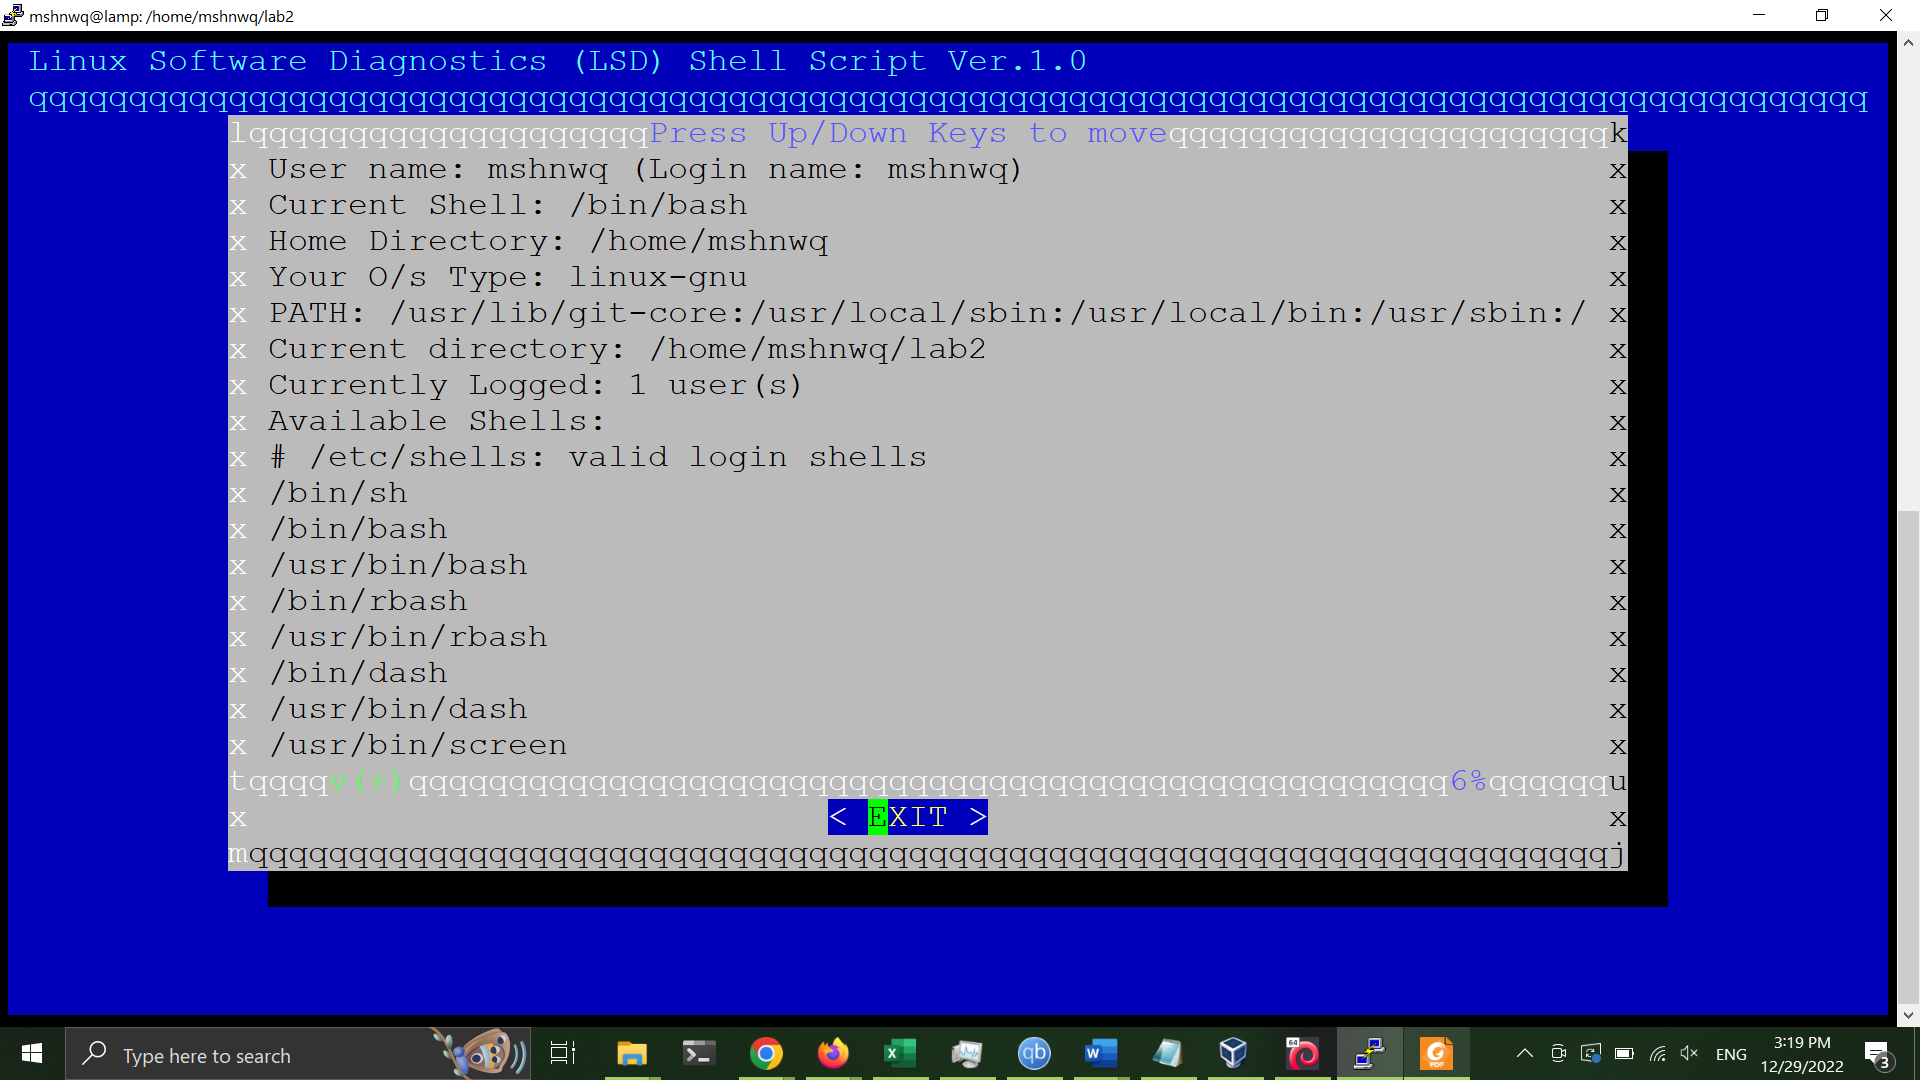 mshnwq@lamp: /home/mshnwq/lab2
Linux Software Diagnostics (LSD) Shell Script Ver.1.0
qqqqqqqqqqqqqqqqqqqqqqqqqqqqqqqqqqqqqqqqqqqqqqqqqqqqqqqqqqqqqqqqqqqqqqqqqqqqqqqqqqqqqqqqqqqq
lqqqqqqqqqqqqqqqqqqqqPress Up/Down Keys to moveqqqqqqqqqqqqqqqqqqqqqqk
x User name: mshnwq (Login name: mshnwq) x
x Current Shell: /bin/bash x
x Home Directory: /home/mshnwq x
x Your O/s Type: linux-gnu x
x PATH: /usr/lib/git-core:/usr/local/sbin:/usr/local/bin:/usr/sbin:/ x
x Current directory: /home/mshnwq/lab2 x
x Currently Logged: 1 user(s) x
x Available Shells: x
x # /etc/shells: valid login shells x
x /bin/sh x
x /bin/bash x
x /usr/bin/bash x
x /bin/rbash x
x /usr/bin/rbash x
x /bin/dash x
x /usr/bin/dash x
x /usr/bin/screen x
tqqqqv(+)qqqqqqqqqqqqqqqqqqqqqqqqqqqqqqqqqqqqqqqqqqqqqqqqqqqq6%qqqqqqu
x < EXIT > x
mqqqqqqqqqqqqqqqqqqqqqqqqqqqqqqqqqqqqqqqqqqqqqqqqqqqqqqqqqqqqqqqqqqqqj
Type here to search
ENG
3:19 PM
12/29/2022
3